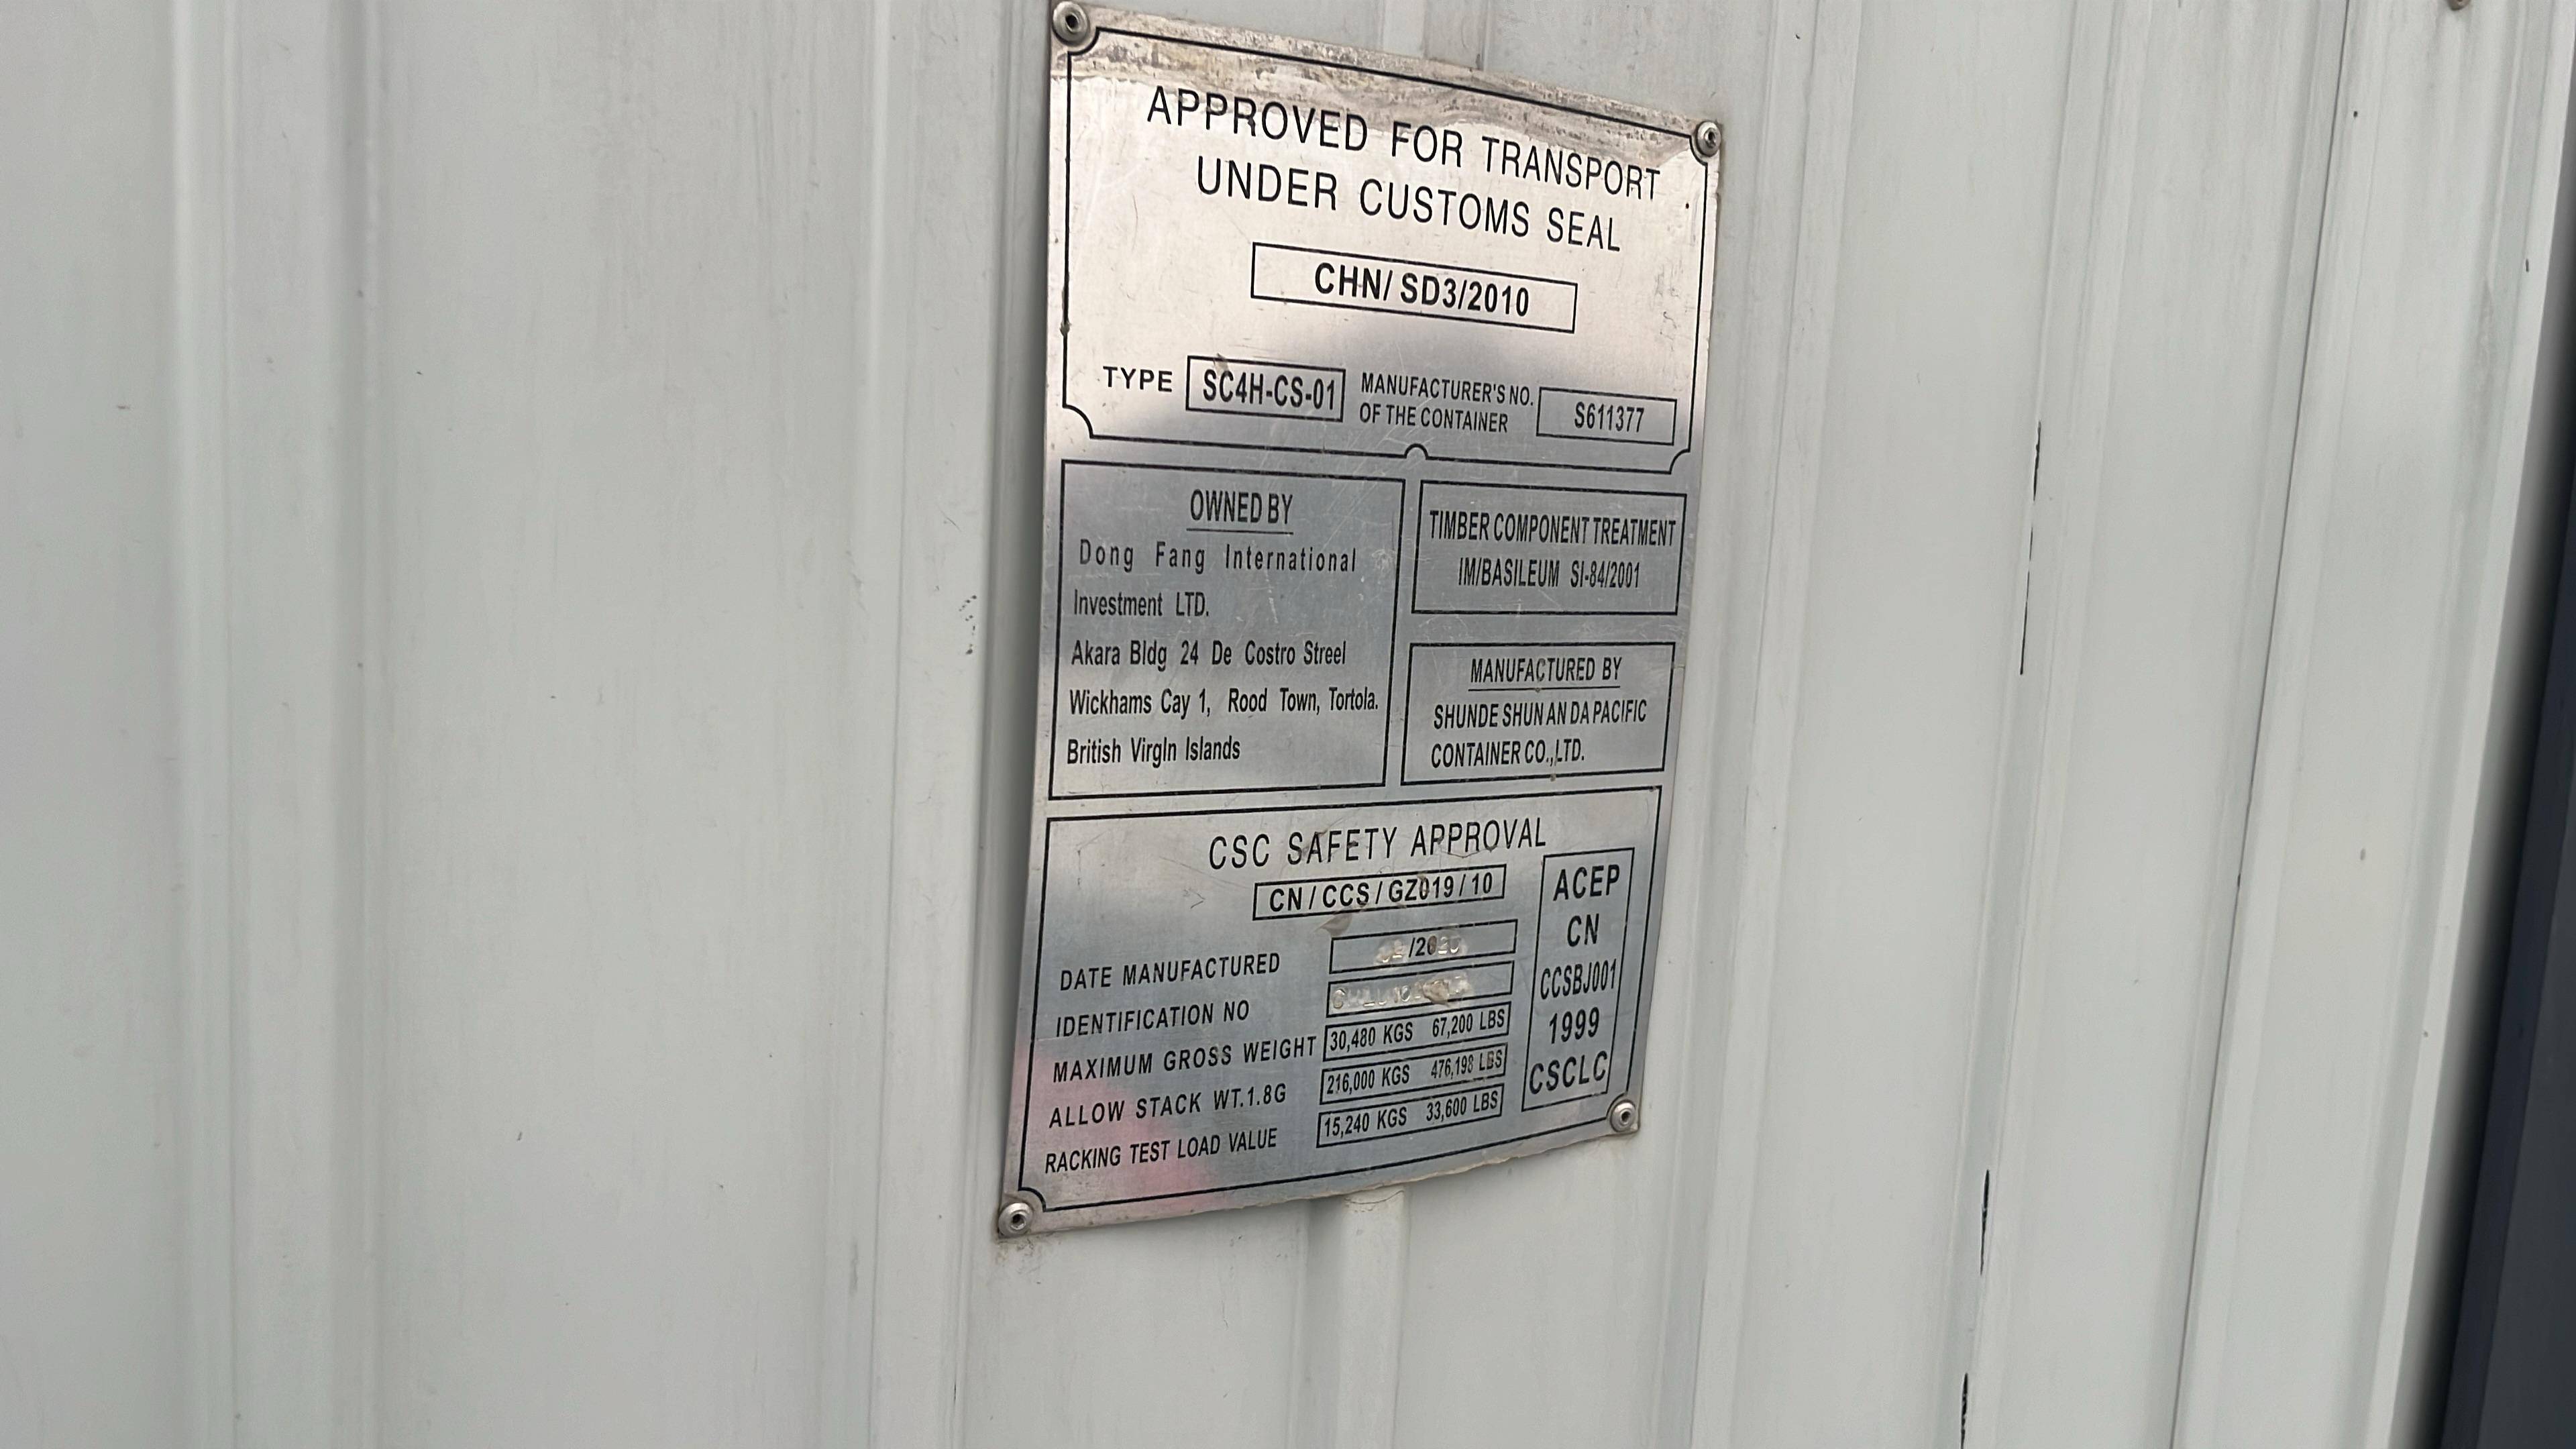 APPROVED FOR TRANSPORT
UNDER CUSTOMS SEAL
CHN/ SD3/2010
TYPE SC4H-CS-01 MANUFACTURER'S NO. OF THE CONTAINER S611377
OWNED BY
Dong Fang International
Investment LTD.
Akara Bldg 24 De Costro Streel
Wickhams Cay 1, Rood Town, Tortola.
British VirgIn Islands
TIMBER COMPONENT TREATMENT
IM/BASILEUM SI-84/2001
MANUFACTURED BY
SHUNDE SHUN AN DA PACIFIC
CONTAINER CO.,LTD.
CSC SAFETY APPROVAL
CN/CCS/GZ019/10
DATE MANUFACTURED
IDENTIFICATION NO
MAXIMUM GROSS WEIGHT 30,480 KGS 67,200 LBS
ALLOW STACK WT.1.8G 216,000 KGS 476,198 LBS
RACKING TEST LOAD VALUE 15,240 KGS 33,600 LBS
ACEP
CN
CCSBJ001
1999
CSCLC